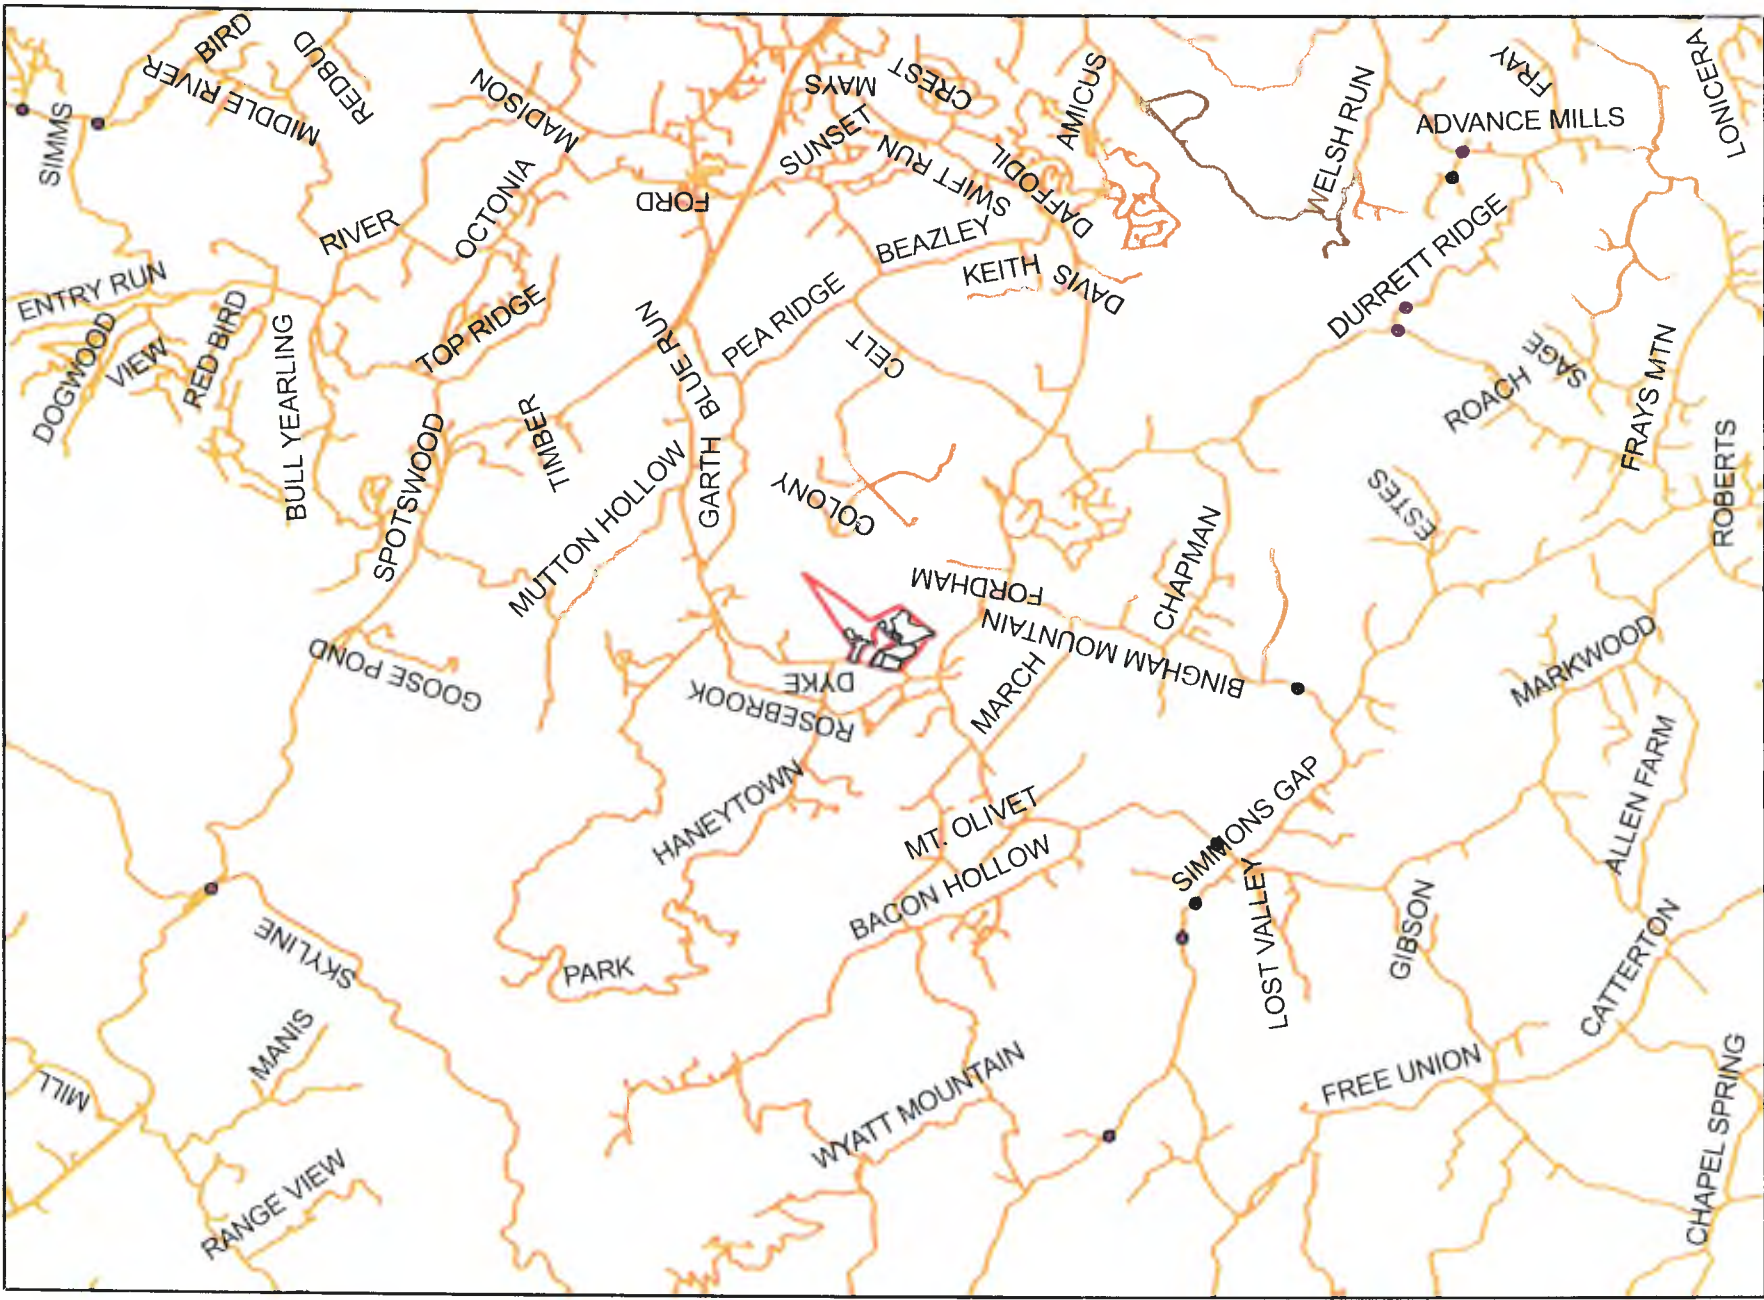 BIRD
REDBUD
MIDDLE RIVER
SIMMS
MADISON
MAYS
CREST
AMICUS
SUNSET
SWIFT RUN
DAFFODIL
WELSH RUN
FRAY
ADVANCE MILLS
LONICERA
OCTONIA
RIVER
FORD
BEAZLEY
KEITH
DAVIS
DURRETT RIDGE
ENTRY RUN
DOGWOOD
VIEW
RED BIRD
BULL YEARLING
TOP RIDGE
BLUE RUN
PEA RIDGE
CELT
SAGE
ROACH
FRAYS MTN
ROBERTS
SPOTSWOOD
TIMBER
MUTTON HOLLOW
GARTH
COLONY
ESTES
CHAPMAN
FORDHAM
BINGHAM MOUNTAIN
GOOSE POND
DYKE
ROSEBROOK
MARCH
MARKWOOD
ALLEN FARM
HANEYTOWN
MT. OLIVET
BACON HOLLOW
SIMMONS GAP
LOST VALLEY
GIBSON
CATTERTON
SKYLINE
PARK
MANIS
MILL
WYATT MOUNTAIN
FREE UNION
CHAPEL SPRING
RANGE VIEW